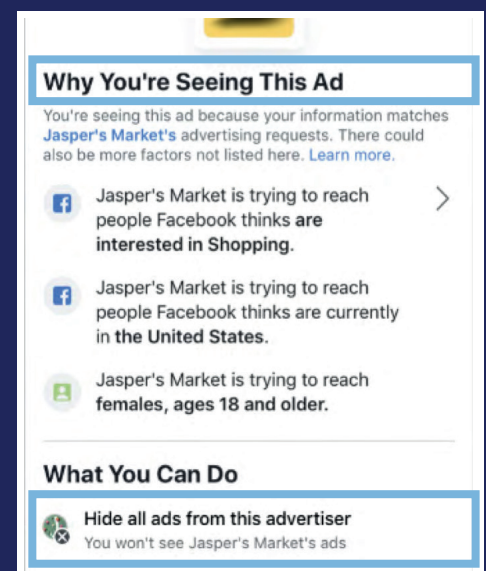 Why You're Seeing This Ad
You're seeing this ad because your information matches
Jasper's Market's advertising requests. There could
also be more factors not listed here. Learn more.
Jasper's Market is trying to reach
people Facebook thinks are
interested in Shopping.
Jasper's Market is trying to reach
people Facebook thinks are currently
in the United States.
Jasper's Market is trying to reach
females, ages 18 and older.
What You Can Do
Hide all ads from this advertiser
You won't see Jasper's Market's ads